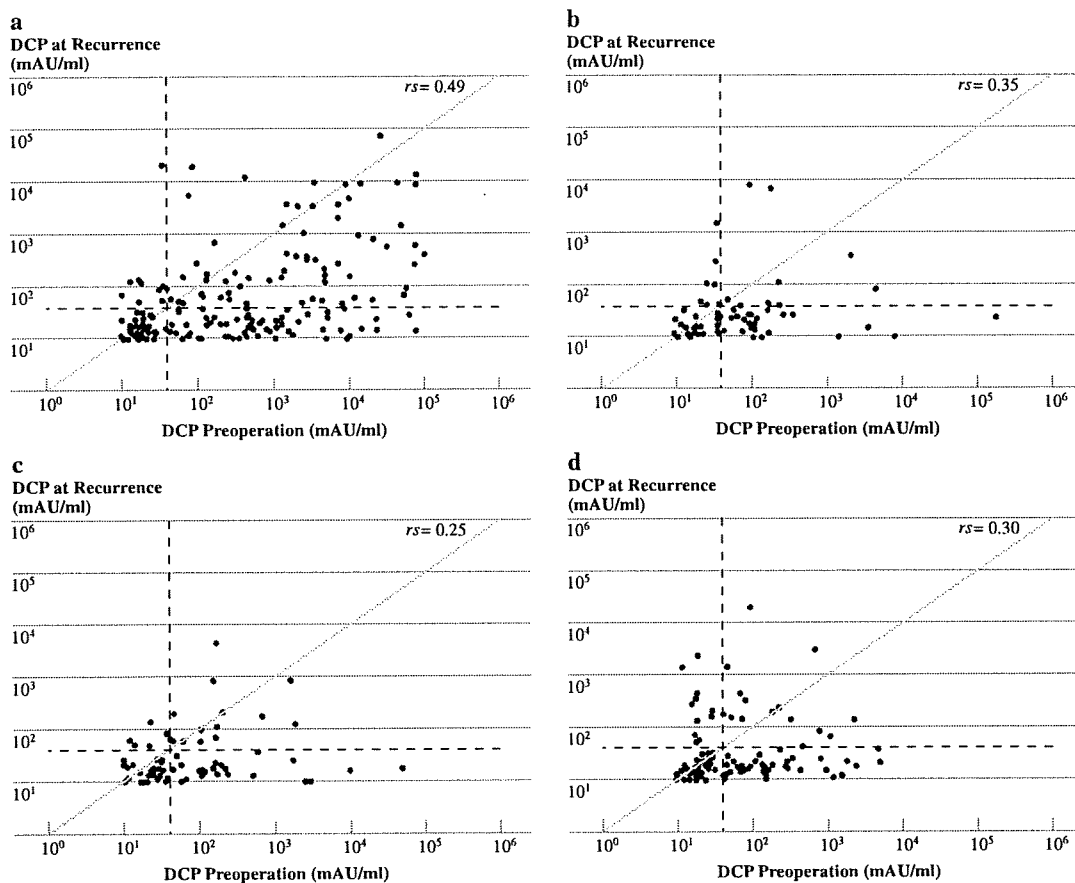 a
DCP at Recurrence
(mAU/ml)
10⁶
rs= 0.49
10⁵
10⁴
10³
10²
10¹
10⁰ 10¹ 10² 10³ 10⁴ 10⁵ 10⁶
DCP Preoperation (mAU/ml)
b
DCP at Recurrence
(mAU/ml)
10⁶
rs= 0.35
10⁵
10⁴
10³
10²
10¹
10⁰ 10¹ 10² 10³ 10⁴ 10⁵ 10⁶
DCP Preoperation (mAU/ml)
c
DCP at Recurrence
(mAU/ml)
10⁶
rs= 0.25
10⁵
10⁴
10³
10²
10¹
10⁰ 10¹ 10² 10³ 10⁴ 10⁵ 10⁶
DCP Preoperation (mAU/ml)
d
DCP at Recurrence
(mAU/ml)
10⁶
rs= 0.30
10⁵
10⁴
10³
10²
10¹
10⁰ 10¹ 10² 10³ 10⁴ 10⁵ 10⁶
DCP Preoperation (mAU/ml)